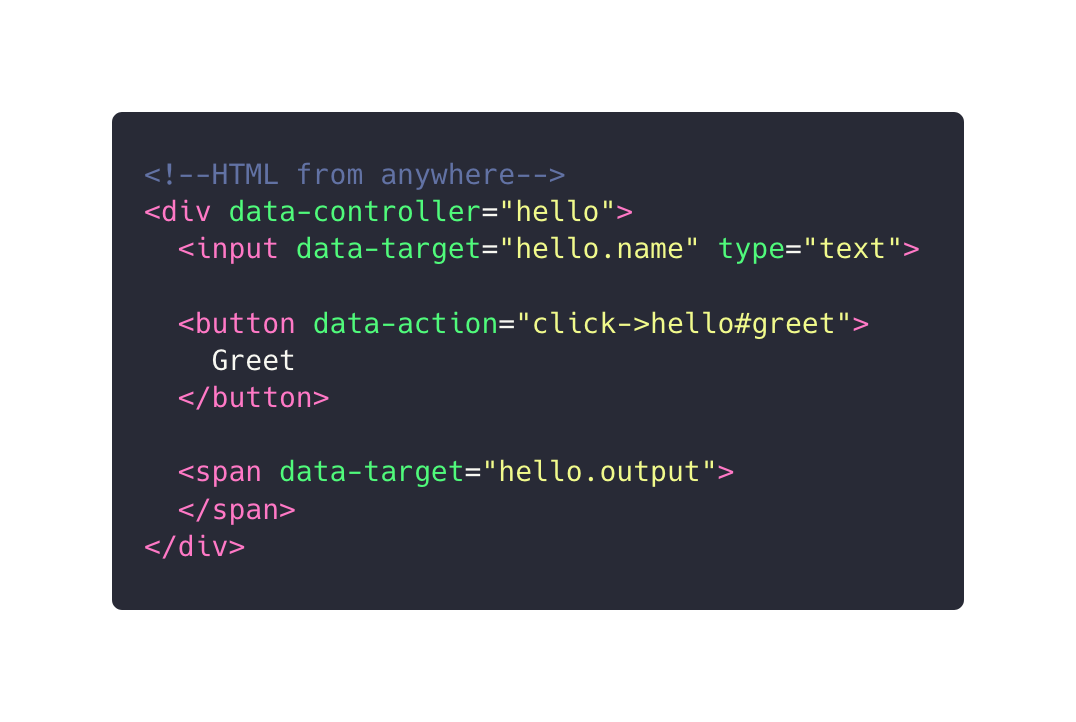 <!--HTML from anywhere-->
<div data-controller="hello">
  <input data-target="hello.name" type="text">

  <button data-action="click->hello#greet">
    Greet
  </button>

  <span data-target="hello.output">
  </span>
</div>